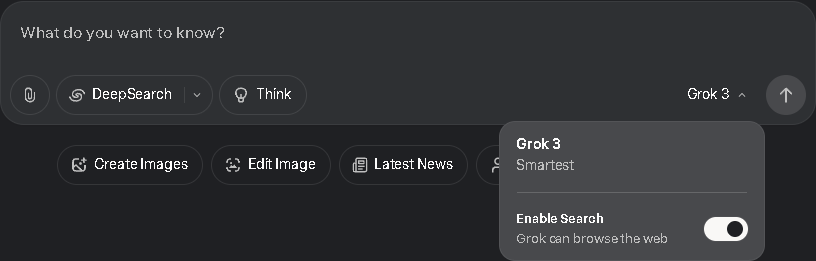 What do you want to know?
DeepSearch
Think
Grok 3
Create Images
Edit Image
Latest News
Grok 3
Smartest
Enable Search
Grok can browse the web